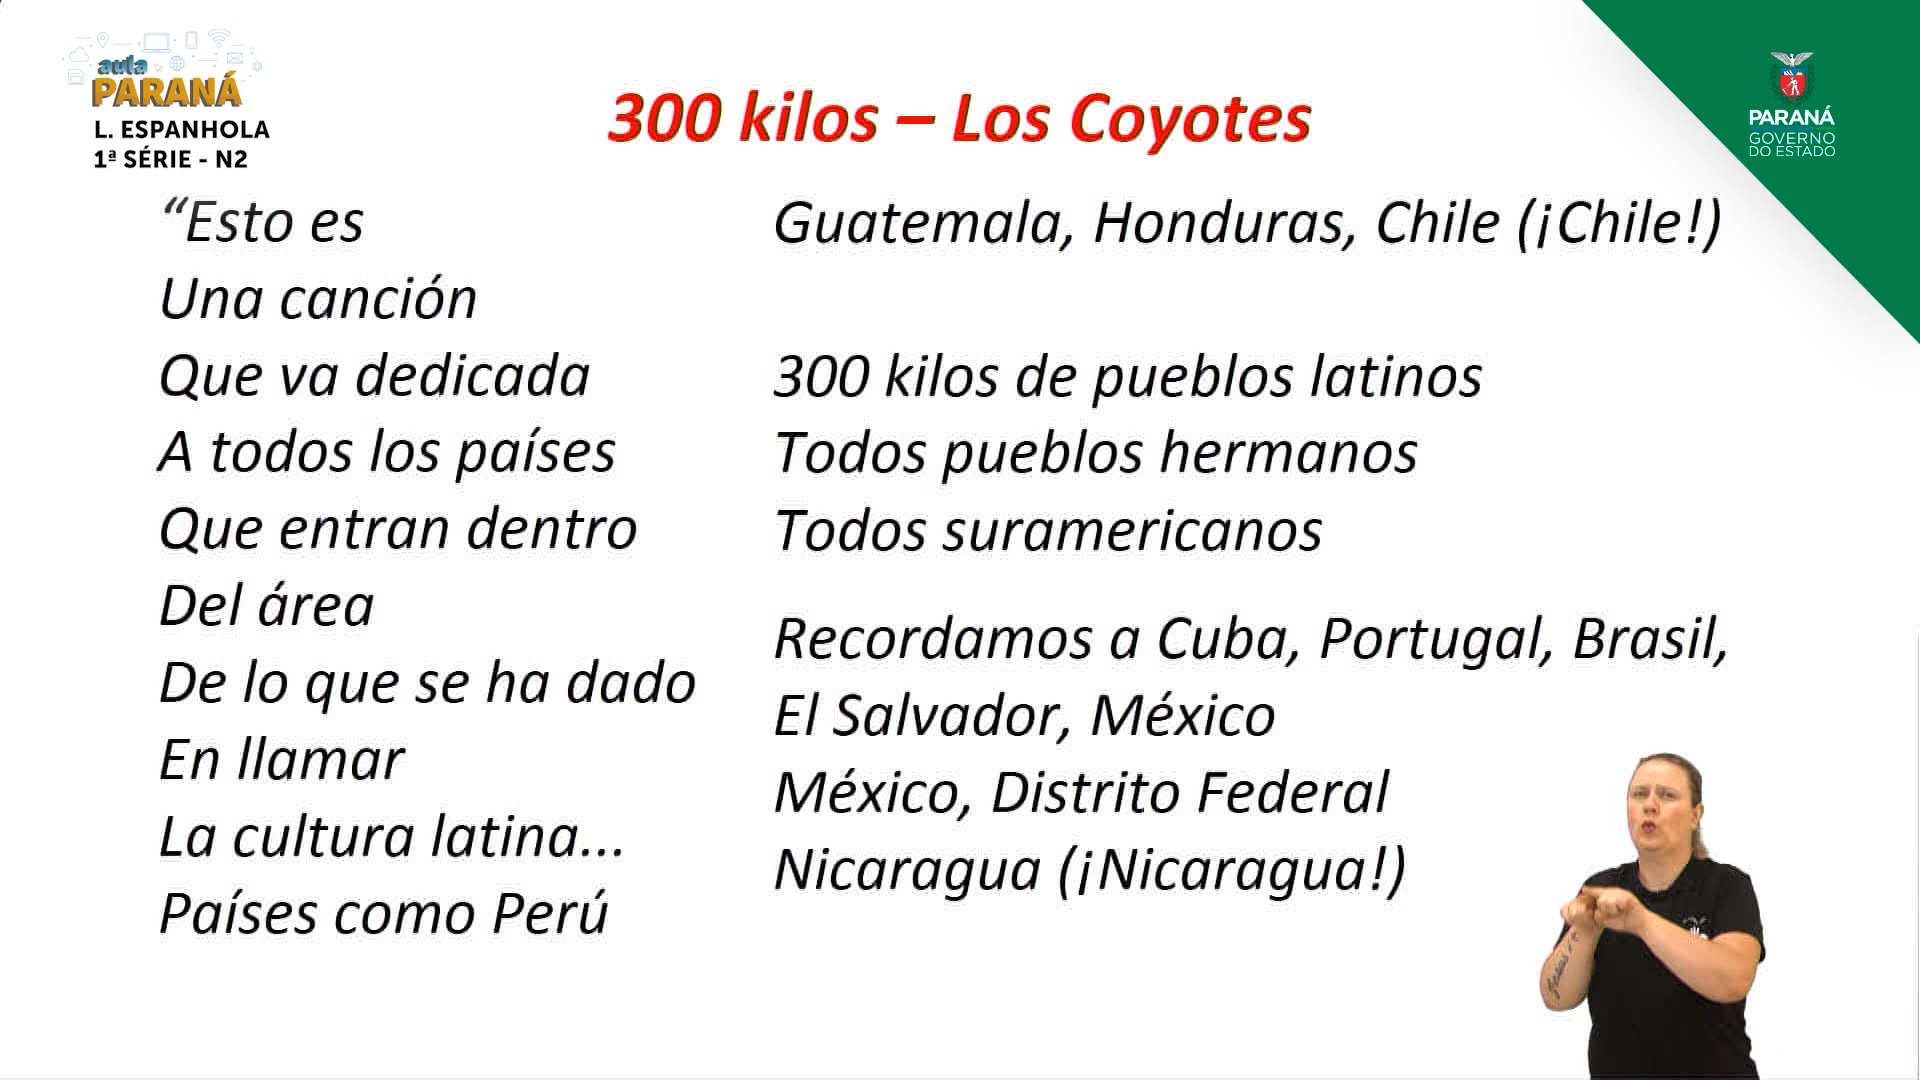 aula
PARANÁ
L. ESPANHOLA
1ª SÉRIE - N2
300 kilos – Los Coyotes
PARANÁ
GOVERNO
DO ESTADO
“Esto es
Una canción
Que va dedicada
A todos los países
Que entran dentro
Del área
De lo que se ha dado
En llamar
La cultura latina...
Países como Perú
Guatemala, Honduras, Chile (¡Chile!)
300 kilos de pueblos latinos
Todos pueblos hermanos
Todos suramericanos
Recordamos a Cuba, Portugal, Brasil,
El Salvador, México
México, Distrito Federal
Nicaragua (¡Nicaragua!)